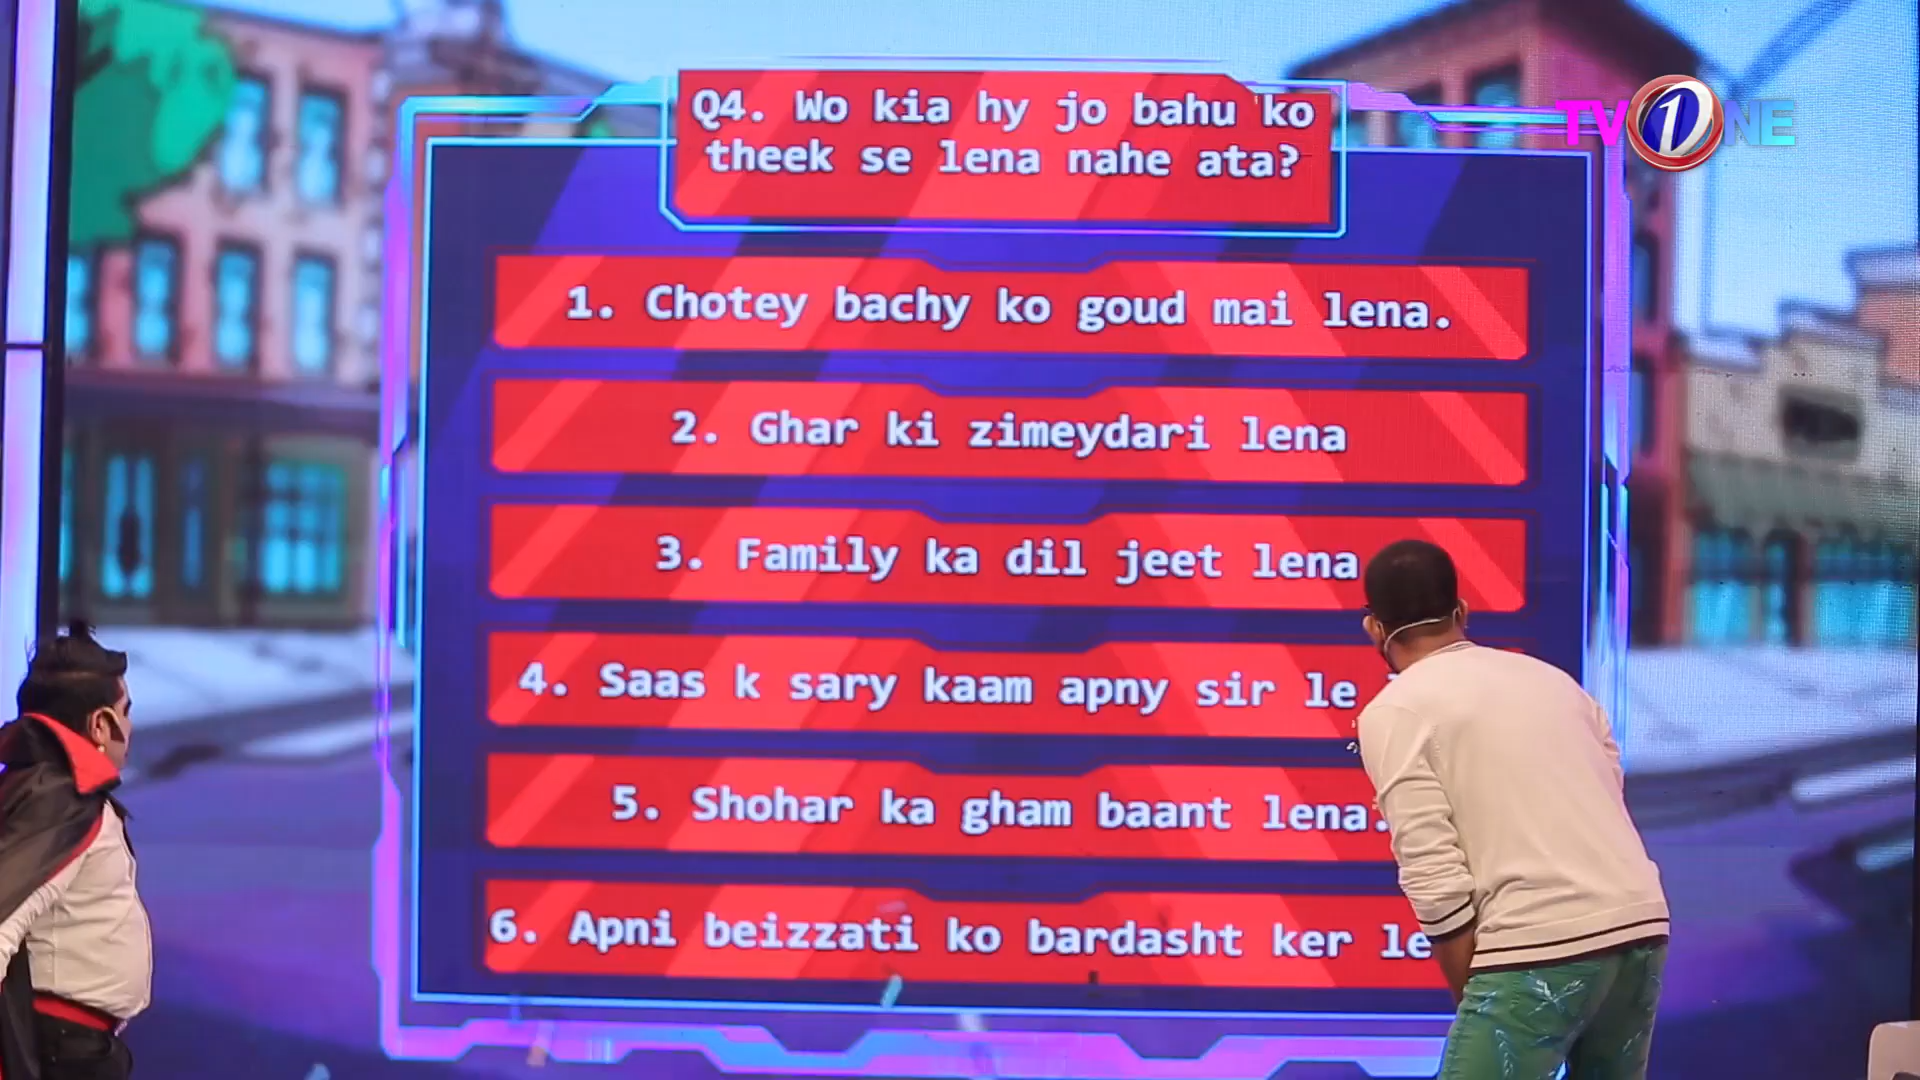 Q4. Wo kia hy jo bahu ko
theek se lena nahe ata?
TV ONE
1. Chotey bachy ko goud mai lena.
2. Ghar ki zimeydari lena
3. Family ka dil jeet lena
4. Saas k sary kaam apny sir le
5. Shohar ka gham baant lena.
6. Apni beizzati ko bardasht ker le